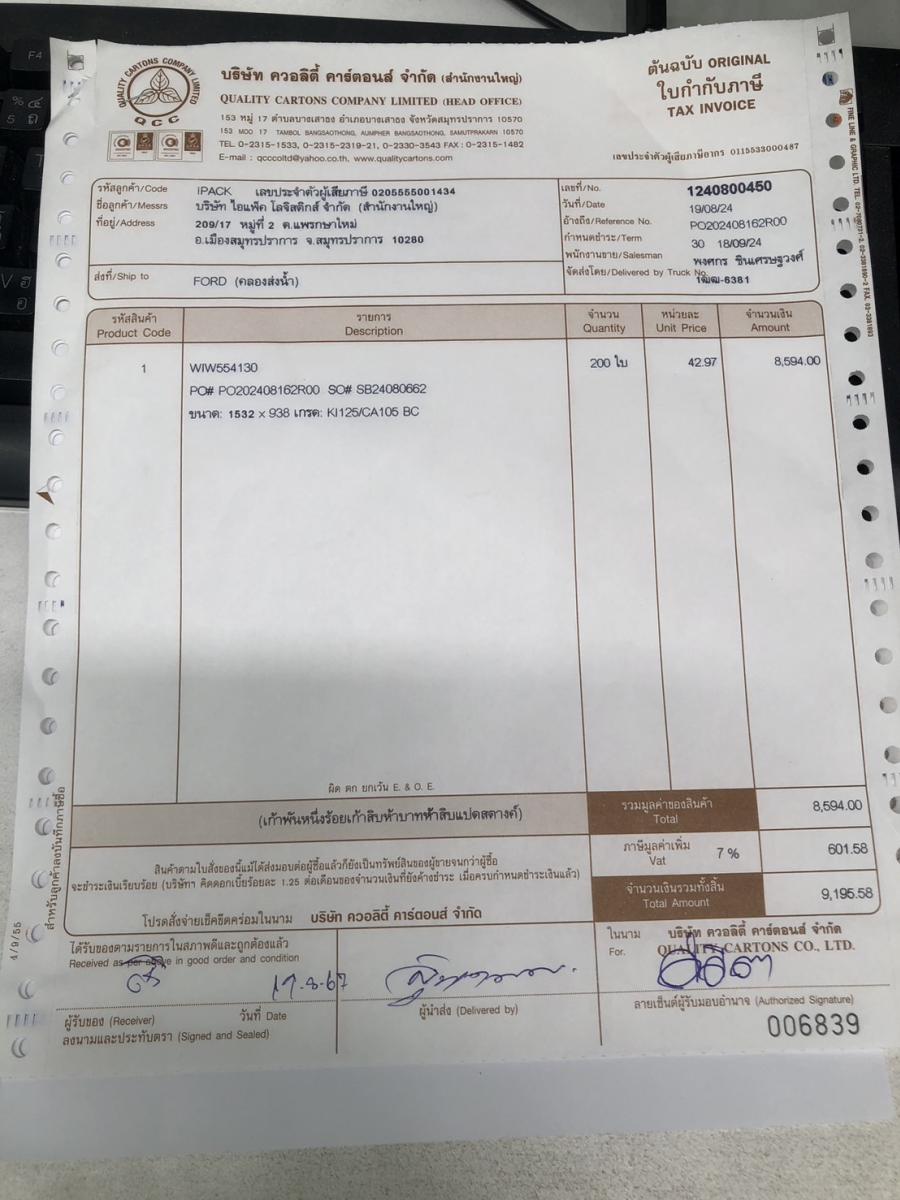 QUALITY CARTONS COMPANY LIMITED
QCC
บริษัท ควอลิตี้ คาร์ตอนส์ จำกัด (สำนักงานใหญ่)
QUALITY CARTONS COMPANY LIMITED (HEAD OFFICE)
153 หมู่ 17 ตำบลบางเสาธง อำเภอบางเสาธง จังหวัดสมุทรปราการ 10570
153 MOO 17 TAMBOL BANGSAOTHONG, AUMPHER BANGSAOTHONG, SAMUTPRAKARN 10570
TEL. 0-2315-1533, 0-2315-2319-21, 0-2330-3543 FAX : 0-2315-1482
E-mail : qcccoltd@yahoo.co.th, www.qualitycartons.com
ต้นฉบับ ORIGINAL
ใบกำกับภาษี
TAX INVOICE
เลขประจำตัวผู้เสียภาษีอากร 0115533000487
รหัสลูกค้า/Code IPACK เลขประจำตัวผู้เสียภาษี 0205555001434
ชื่อลูกค้า/Messrs บริษัท ไอแพ็ค โลจิสติกส์ จำกัด (สำนักงานใหญ่)
ที่อยู่/Address 209/17 หมู่ที่ 2 ต.แพรกษาใหม่
อ.เมืองสมุทรปราการ จ.สมุทรปราการ 10280
ส่งที่/Ship to FORD (คลองส่งน้ำ)
เลขที่/No. 1240800450
วันที่/Date 19/08/24
อ้างถึง/Reference No. PO202408162R00
กำหนดชำระ/Term 30 18/09/24
พนักงานขาย/Salesman พงศกร ชินเศรษฐวงศ์
จัดส่งโดย/Delivered by Truck No. 1ฒฒ-6381
รหัสสินค้า รายการ จำนวน หน่วยละ จำนวนเงิน
Product Code Description Quantity Unit Price Amount
1 WIW554130 200 ใบ 42.97 8,594.00
PO# PO202408162R00 SO# SB24080662
ขนาด: 1532 x 938 เกรด: KI125/CA105 BC
ผิด ตก ยกเว้น E. & O. E.
(เก้าพันหนึ่งร้อยเก้าสิบห้าบาทห้าสิบแปดสตางค์)
รวมมูลค่าของสินค้า 8,594.00
Total
ภาษีมูลค่าเพิ่ม 7 % 601.58
Vat
จำนวนเงินรวมทั้งสิ้น 9,195.58
Total Amount
สินค้าตามใบสั่งของนี้แม้ได้ส่งมอบต่อผู้ซื้อแล้วก็ยังเป็นทรัพย์สินของผู้ขายจนกว่าผู้ซื้อ
จะชำระเงินเรียบร้อย (บริษัทฯ คิดดอกเบี้ยร้อยละ 1.25 ต่อเดือนของจำนวนเงินที่ยังค้างชำระ เมื่อครบกำหนดชำระเงินแล้ว)
โปรดสั่งจ่ายเช็คขีดคร่อมในนาม บริษัท ควอลิตี้ คาร์ตอนส์ จำกัด
ได้รับของตามรายการในสภาพดีและถูกต้องแล้ว
Received as per above in good order and condition
19-8-67
ผู้รับของ (Receiver) วันที่ Date
ลงนามและประทับตรา (Signed and Sealed)
ผู้นำส่ง (Delivered by)
ในนาม บริษัท ควอลิตี้ คาร์ตอนส์ จำกัด
For. QUALITY CARTONS CO., LTD.
ลายเซ็นต์ผู้รับมอบอำนาจ (Authorized Signature)
006839
สำหรับลูกค้าลงบันทึกภาษีซื้อ
4/9/55